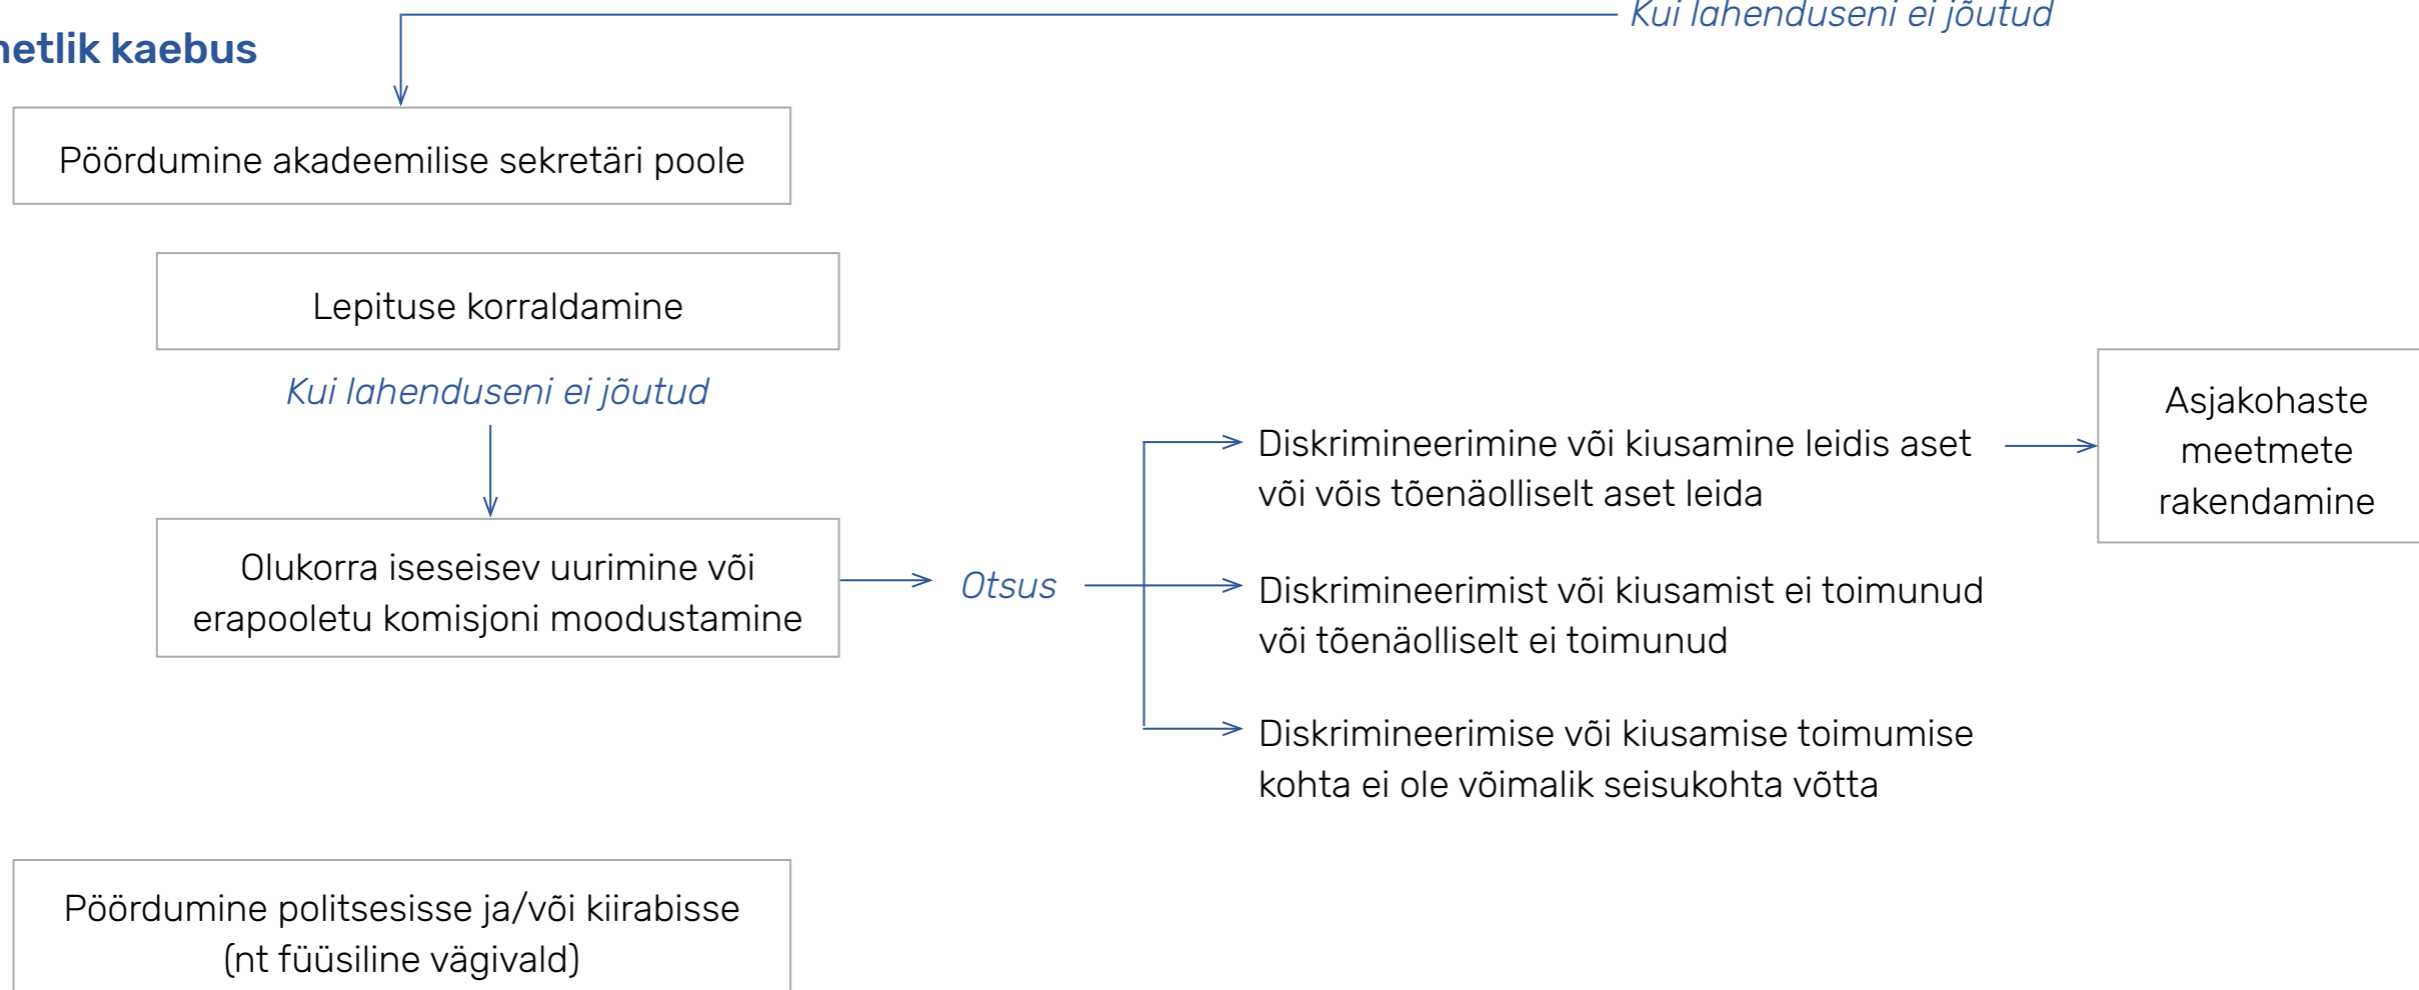 Kui lahenduseni ei jõutud
netlik kaebus
Pöördumine akadeemilise sekretäri poole
Lepituse korraldamine
Kui lahenduseni ei jõutud
Olukorra iseseisev uurimine või
erapooletu komisjoni moodustamine
Otsus
Diskrimineerimine või kiusamine leidis aset
või võis tõenäolliselt aset leida
Asjakohaste
meetmete
rakendamine
Diskrimineerimist või kiusamist ei toimunud
või tõenäolliselt ei toimunud
Diskrimineerimise või kiusamise toimumise
kohta ei ole võimalik seisukohta võtta
Pöördumine politsesisse ja/või kiirabisse
(nt füüsiline vägivald)